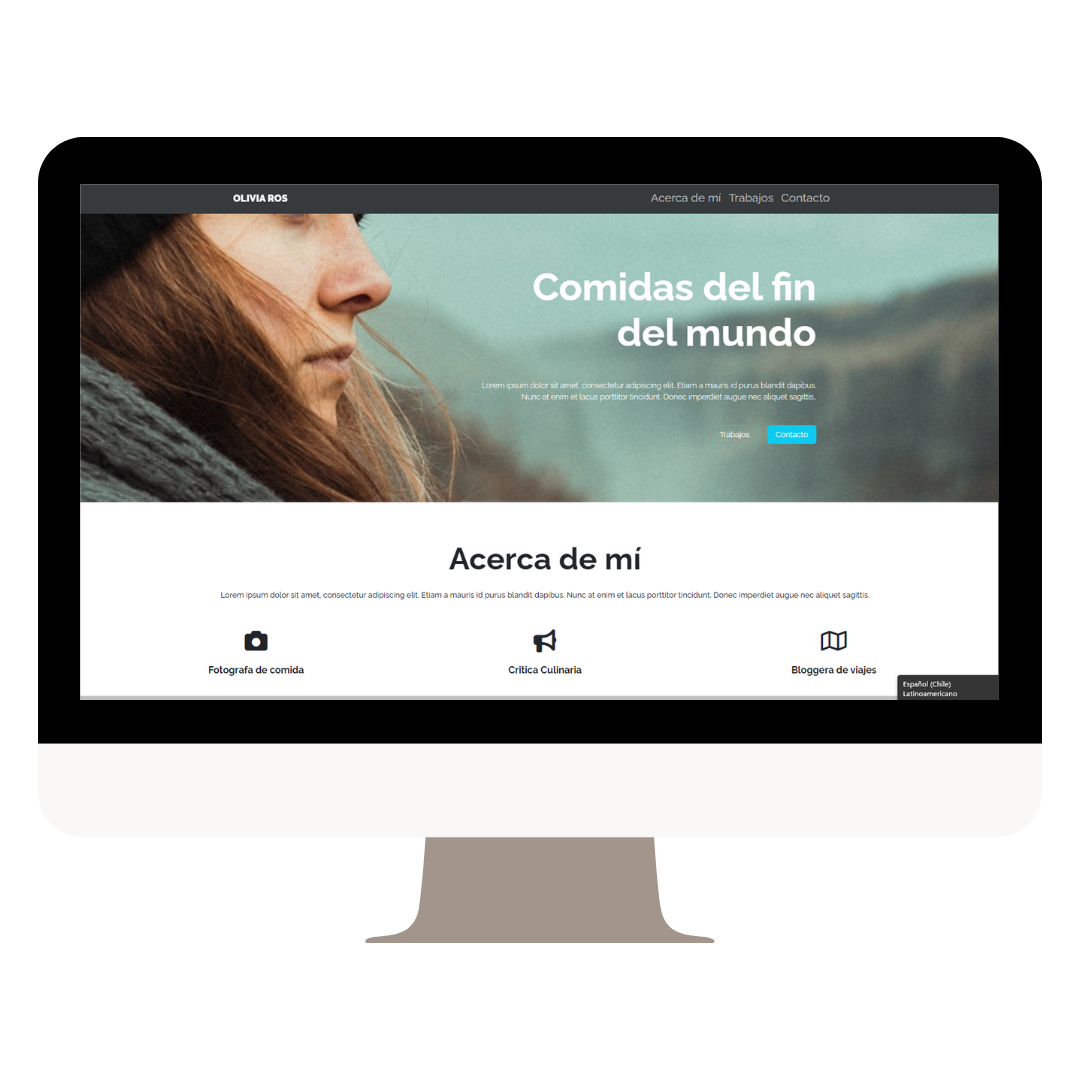 OLIVIA ROS
Acerca de mí Trabajos Contacto
Comidas del fin
del mundo
Lorem ipsum dolor sit amet, consectetur adipiscing elit. Etiam a mauris id purus blandit dapibus.
Nunc at enim et lacus porttitor tincidunt. Donec imperdiet augue nec aliquet sagittis.
Trabajos Contacto
Acerca de mí
Lorem ipsum dolor sit amet, consectetur adipiscing elit. Etiam a mauris id purus blandit dapibus. Nunc at enim et lacus porttitor tincidunt. Donec imperdiet augue nec aliquet sagittis.
Fotografa de comida
Critica Culinaria
Bloggera de viajes
Español (Chile)
Latinoamericano